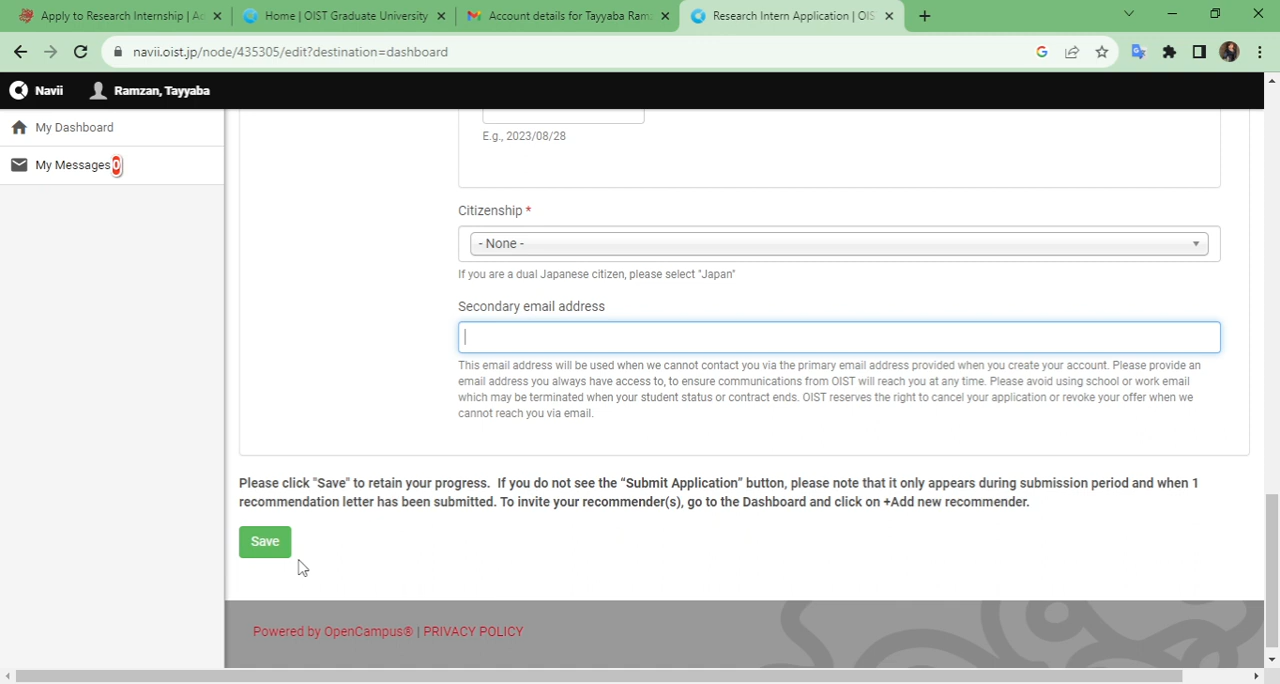 Apply to Research Internship | Ac
Home | OIST Graduate University
Account details for Tayyaba Ramz
Research Intern Application | OIS
navii.oist.jp/node/435305/edit?destination=dashboard
Navii
Ramzan, Tayyaba
My Dashboard
My Messages 0
E.g., 2023/08/28
Citizenship *
- None -
If you are a dual Japanese citizen, please select "Japan"
Secondary email address
This email address will be used when we cannot contact you via the primary email address provided when you create your account. Please provide an
email address you always have access to, to ensure communications from OIST will reach you at any time. Please avoid using school or work email
which may be terminated when your student status or contract ends. OIST reserves the right to cancel your application or revoke your offer when we
cannot reach you via email.
Please click "Save" to retain your progress. If you do not see the “Submit Application” button, please note that it only appears during submission period and when 1
recommendation letter has been submitted. To invite your recommender(s), go to the Dashboard and click on +Add new recommender.
Save
Powered by OpenCampus® | PRIVACY POLICY